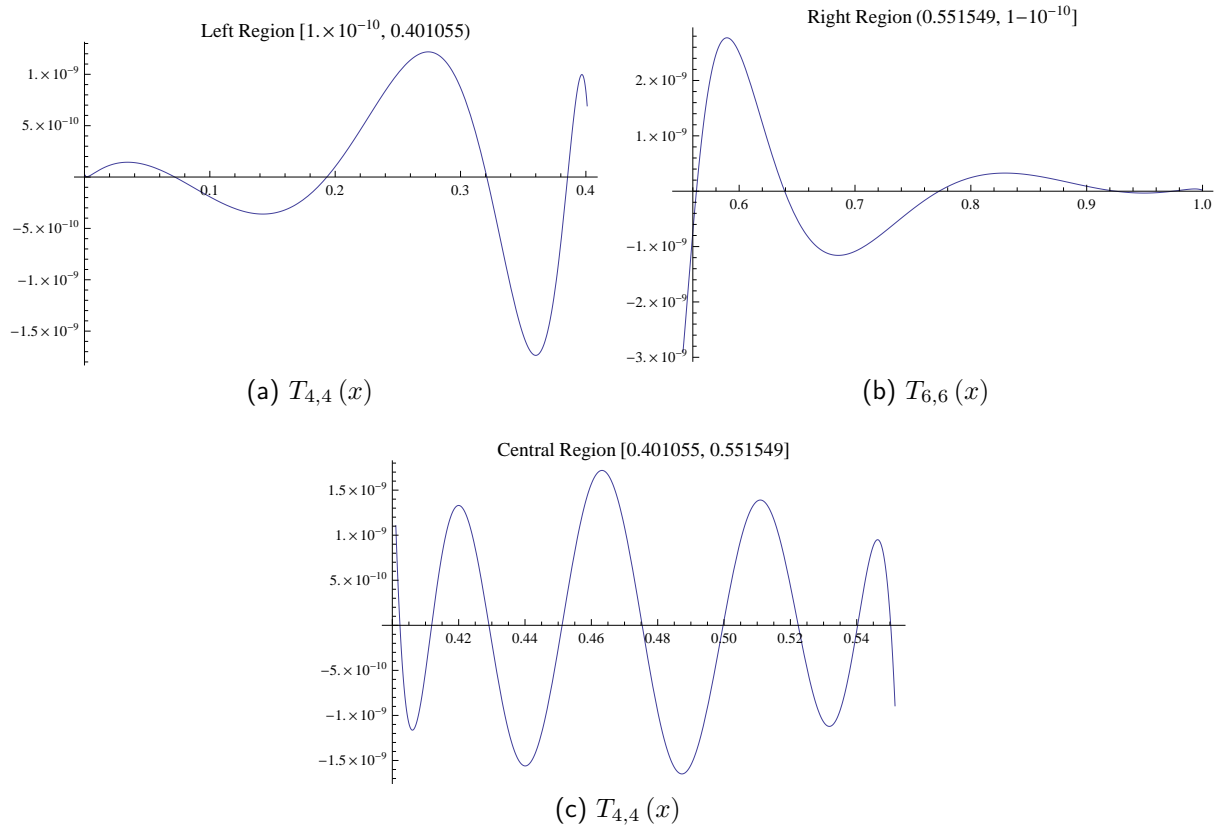 Left Region [1.×10⁻¹⁰, 0.401055)
1.×10⁻⁹
5.×10⁻¹⁰
−5.×10⁻¹⁰
−1.×10⁻⁹
−1.5×10⁻⁹
0.1 0.2 0.3 0.4
(a) T₄,₄ (x)
Right Region (0.551549, 1−10⁻¹⁰]
2.×10⁻⁹
1.×10⁻⁹
−1.×10⁻⁹
−2.×10⁻⁹
−3.×10⁻⁹
0.6 0.7 0.8 0.9 1.0
(b) T₆,₆ (x)
Central Region [0.401055, 0.551549]
1.5×10⁻⁹
1.×10⁻⁹
5.×10⁻¹⁰
−5.×10⁻¹⁰
−1.×10⁻⁹
−1.5×10⁻⁹
0.42 0.44 0.46 0.48 0.50 0.52 0.54
(c) T₄,₄ (x)